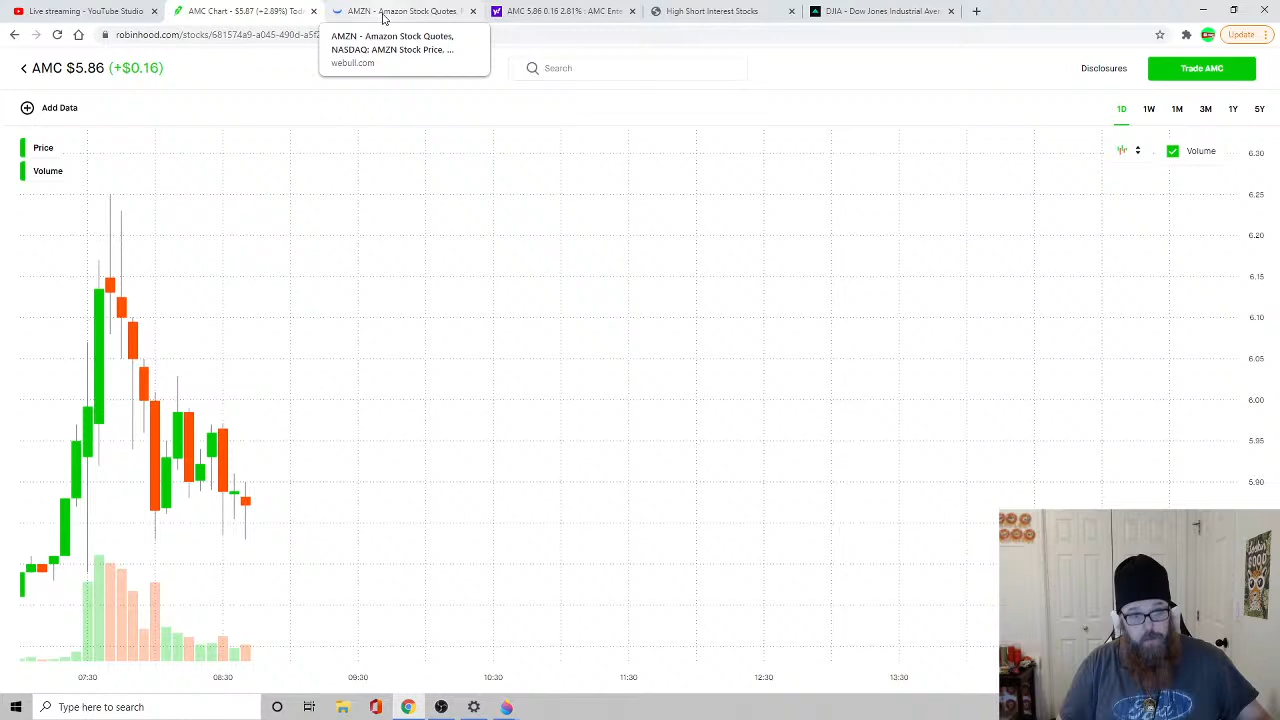 Live streaming - YouTube Studio
AMC Chart - $5.87 (+2.89%) Tod
AMZN - Amazon Stock Quotes,
AMC 5.86 0.16 2.81% : AMC Ente
High Short Interest Stocks
DJIA - Dow Jones Industrial Aver
robinhood.com/stocks/681574a9-a045-490d-a5f2
Update
AMZN - Amazon Stock Quotes,
NASDAQ: AMZN Stock Price, ...
webull.com
AMC $5.86 (+$0.16)
Search
Disclosures
Trade AMC
Add Data
1D 1W 1M 3M 1Y 5Y
Price
Volume
Volume
6.30
6.25
6.20
6.15
6.10
6.05
6.00
5.95
5.90
07:30 08:30 09:30 10:30 11:30 12:30 13:30
Ford
Type here to search